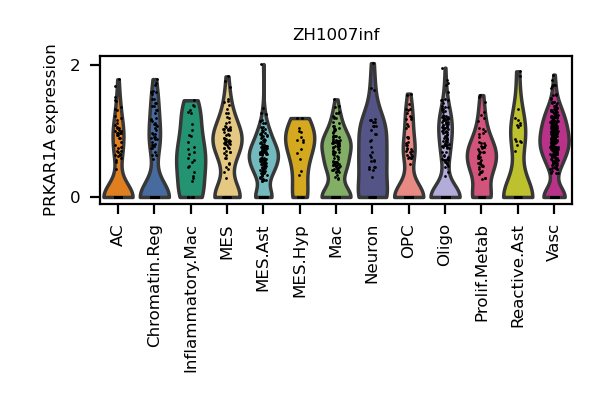 ZH1007inf
PRKAR1A expression
2
0
AC
Chromatin.Reg
Inflammatory.Mac
MES
MES.Ast
MES.Hyp
Mac
Neuron
OPC
Oligo
Prolif.Metab
Reactive.Ast
Vasc